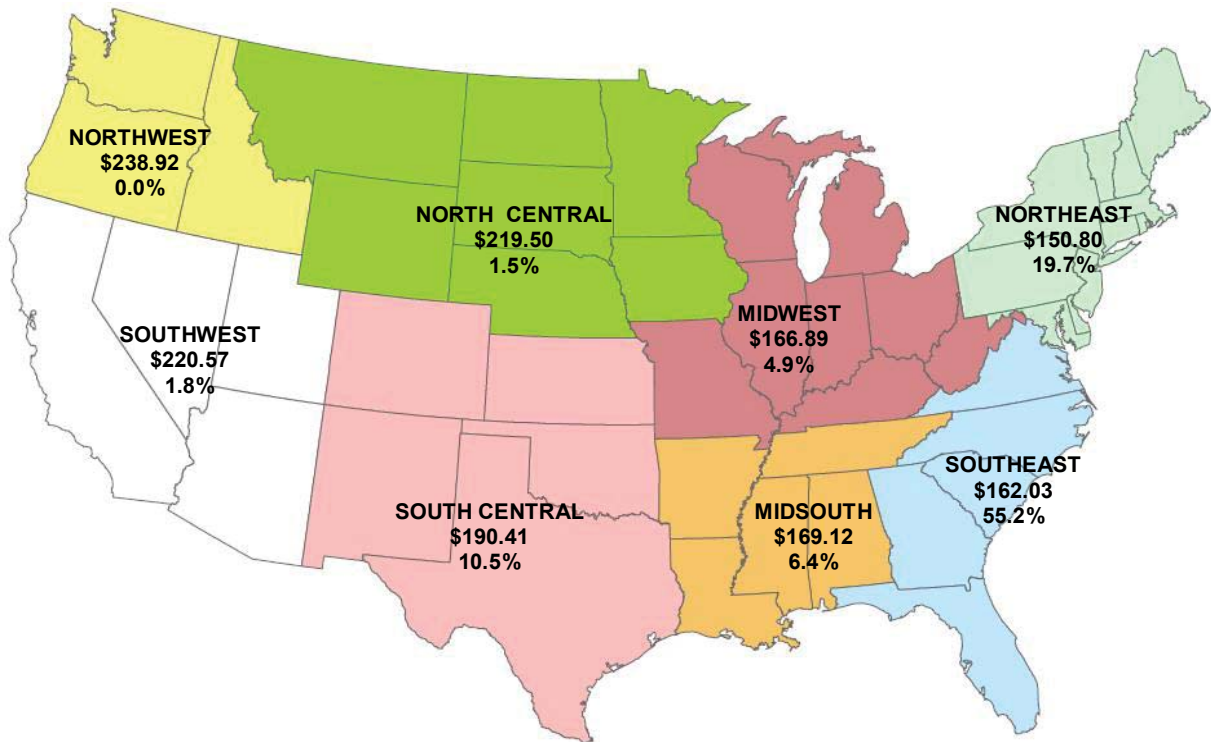 NORTHWEST
$238.92
0.0%
NORTH CENTRAL
$219.50
1.5%
NORTHEAST
$150.80
19.7%
SOUTHWEST
$220.57
1.8%
MIDWEST
$166.89
4.9%
SOUTH CENTRAL
$190.41
10.5%
MIDSOUTH
$169.12
6.4%
SOUTHEAST
$162.03
55.2%